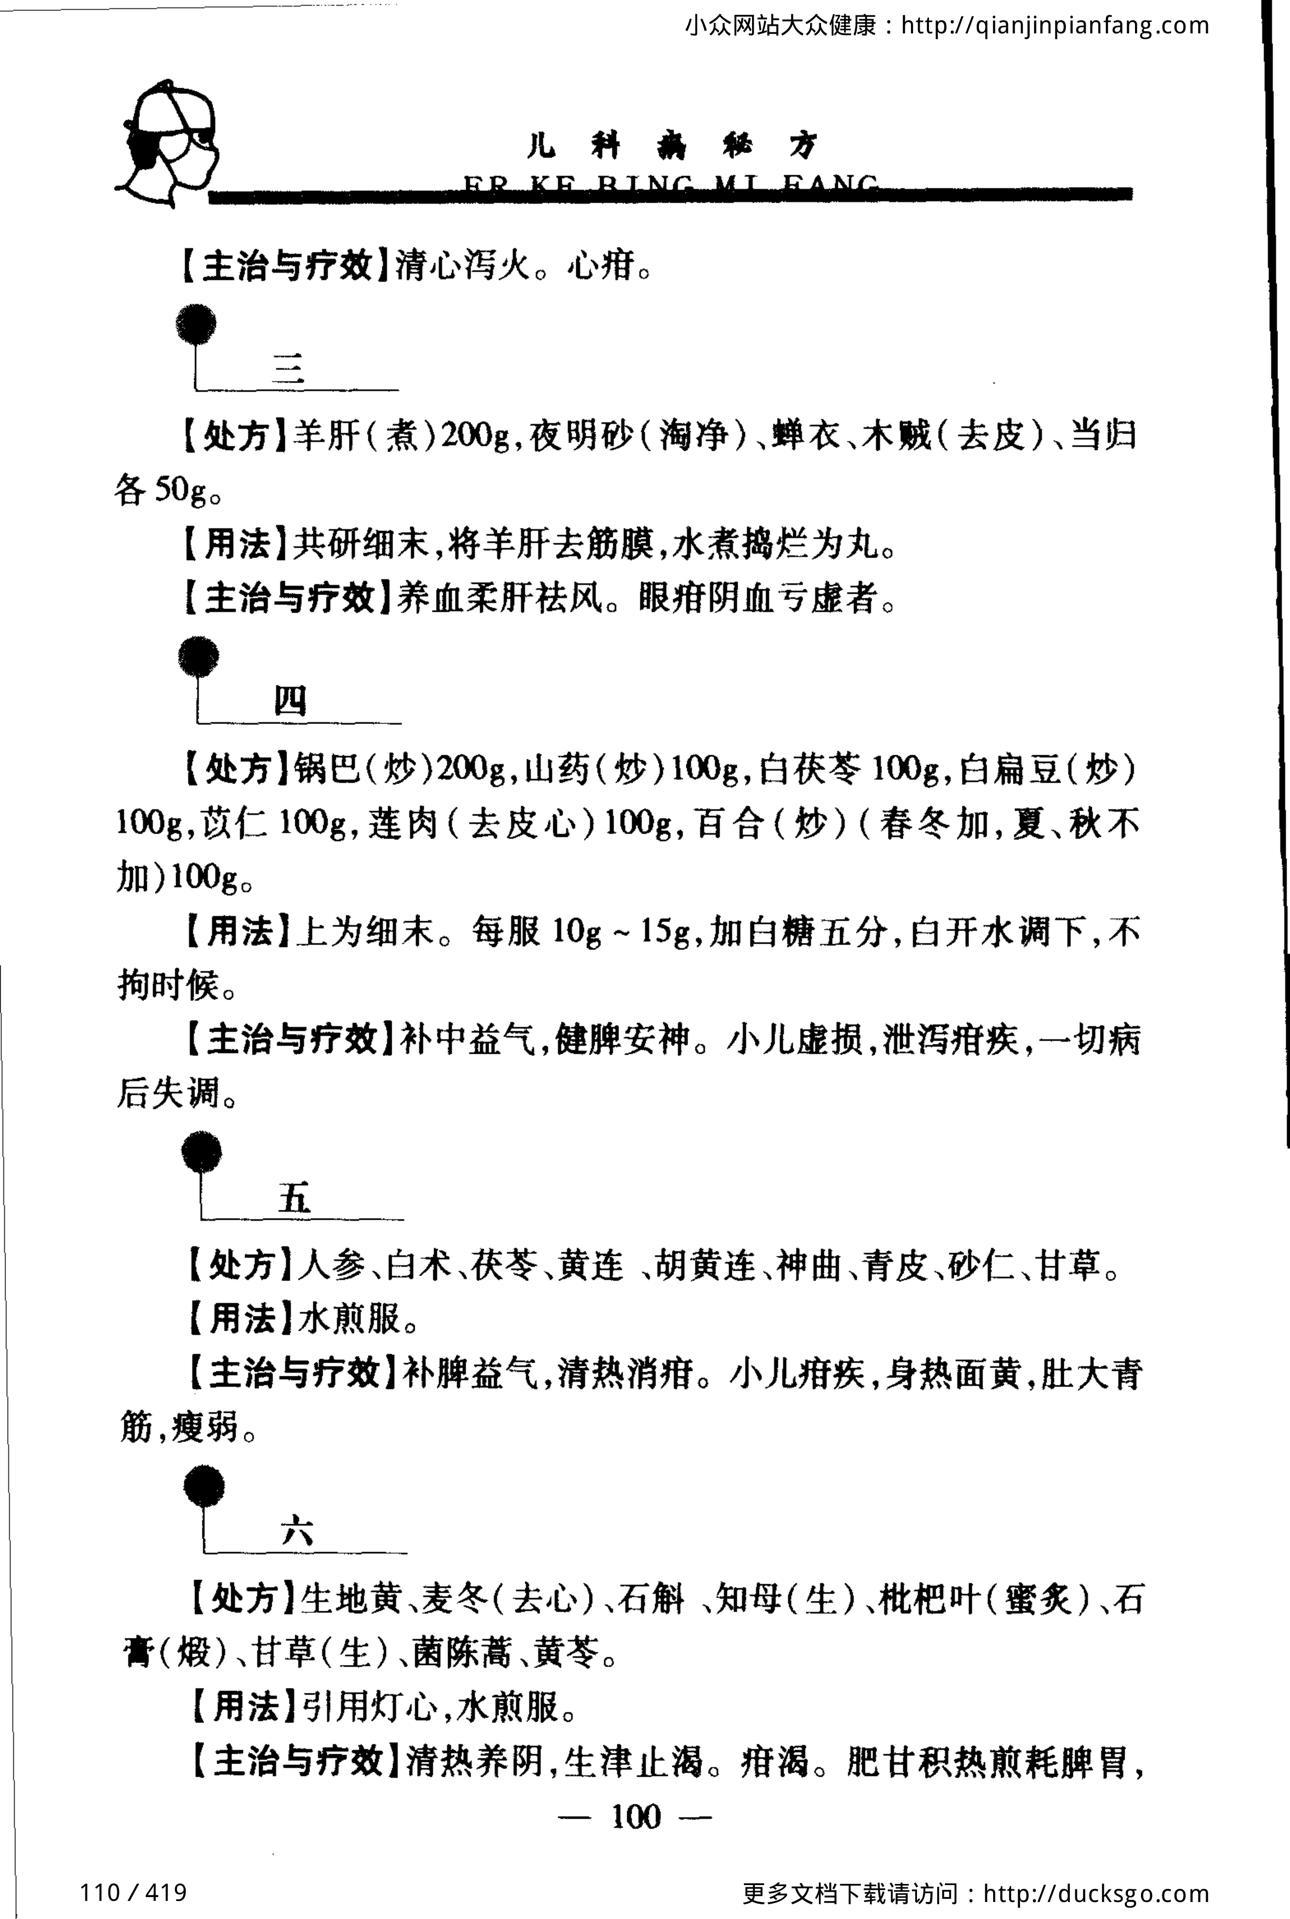 小众网站大众健康：http://qianjinpianfang.com
儿科病秘方
ER KE BING MI FANG
【主治与疗效】清心泻火。心疳。
三
【处方】羊肝(煮)200g,夜明砂(淘净)、蝉衣、木贼(去皮)、当归
各50g。
【用法】共研细末,将羊肝去筋膜,水煮捣烂为丸。
【主治与疗效】养血柔肝祛风。眼疳阴血亏虚者。
四
【处方】锅巴(炒)200g,山药(炒)100g,白茯苓100g,白扁豆(炒)
100g,苡仁100g,莲肉(去皮心)100g,百合(炒)(春冬加,夏、秋不
加)100g。
【用法】上为细末。每服10g~15g,加白糖五分,白开水调下,不
拘时候。
【主治与疗效】补中益气,健脾安神。小儿虚损,泄泻疳疾,一切病
后失调。
五
【处方】人参、白术、茯苓、黄连、胡黄连、神曲、青皮、砂仁、甘草。
【用法】水煎服。
【主治与疗效】补脾益气,清热消疳。小儿疳疾,身热面黄,肚大青
筋,瘦弱。
六
【处方】生地黄、麦冬(去心)、石斛、知母(生)、枇杷叶(蜜炙)、石
膏(煅)、甘草(生)、菌陈蒿、黄芩。
【用法】引用灯心,水煎服。
【主治与疗效】清热养阴,生津止渴。疳渴。肥甘积热煎耗脾胃,
— 100 —
110 / 419
更多文档下载请访问：http://ducksgo.com